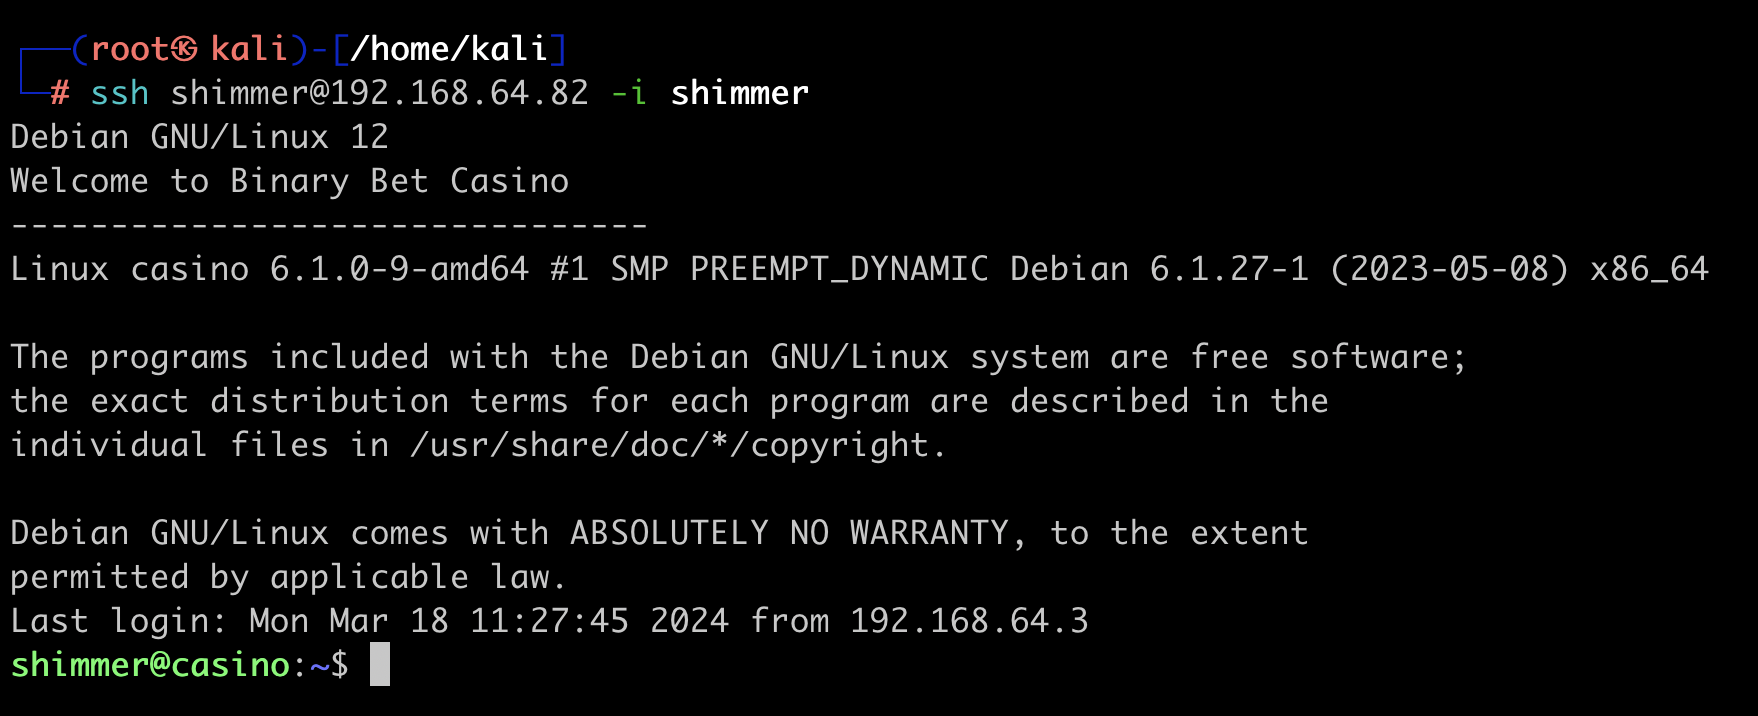 ┌──(root㉿kali)-[/home/kali]
└─# ssh shimmer@192.168.64.82 -i shimmer
Debian GNU/Linux 12
Welcome to Binary Bet Casino
--------------------------------
Linux casino 6.1.0-9-amd64 #1 SMP PREEMPT_DYNAMIC Debian 6.1.27-1 (2023-05-08) x86_64

The programs included with the Debian GNU/Linux system are free software;
the exact distribution terms for each program are described in the
individual files in /usr/share/doc/*/copyright.

Debian GNU/Linux comes with ABSOLUTELY NO WARRANTY, to the extent
permitted by applicable law.
Last login: Mon Mar 18 11:27:45 2024 from 192.168.64.3
shimmer@casino:~$